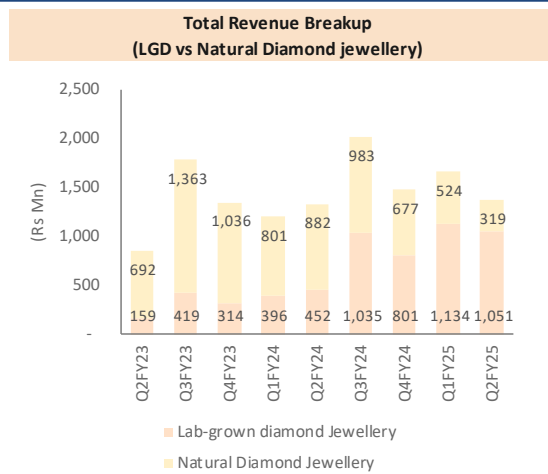 Total Revenue Breakup
(LGD vs Natural Diamond jewellery)
(Rs Mn)
2,500
2,000
1,500
1,000
500
-
692
1,363
1,036
801
882
983
677
524
319
159
419
314
396
452
1,035
801
1,134
1,051
Q2FY23
Q3FY23
Q4FY23
Q1FY24
Q2FY24
Q3FY24
Q4FY24
Q1FY25
Q2FY25
Lab-grown diamond Jewellery
Natural Diamond Jewellery